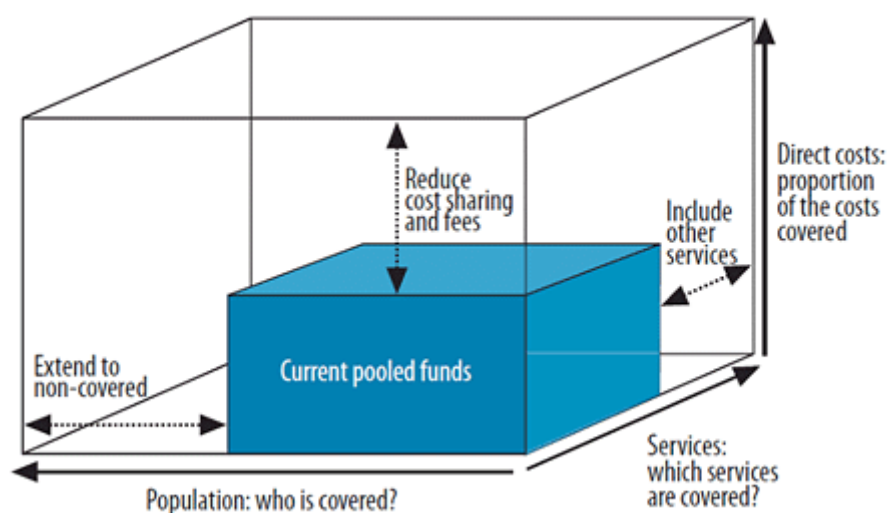 Reduce
cost sharing
and fees
Include
other
services
Direct costs:
proportion
of the costs
covered
Extend to
non-covered
Current pooled funds
Services:
which services
are covered?
Population: who is covered?